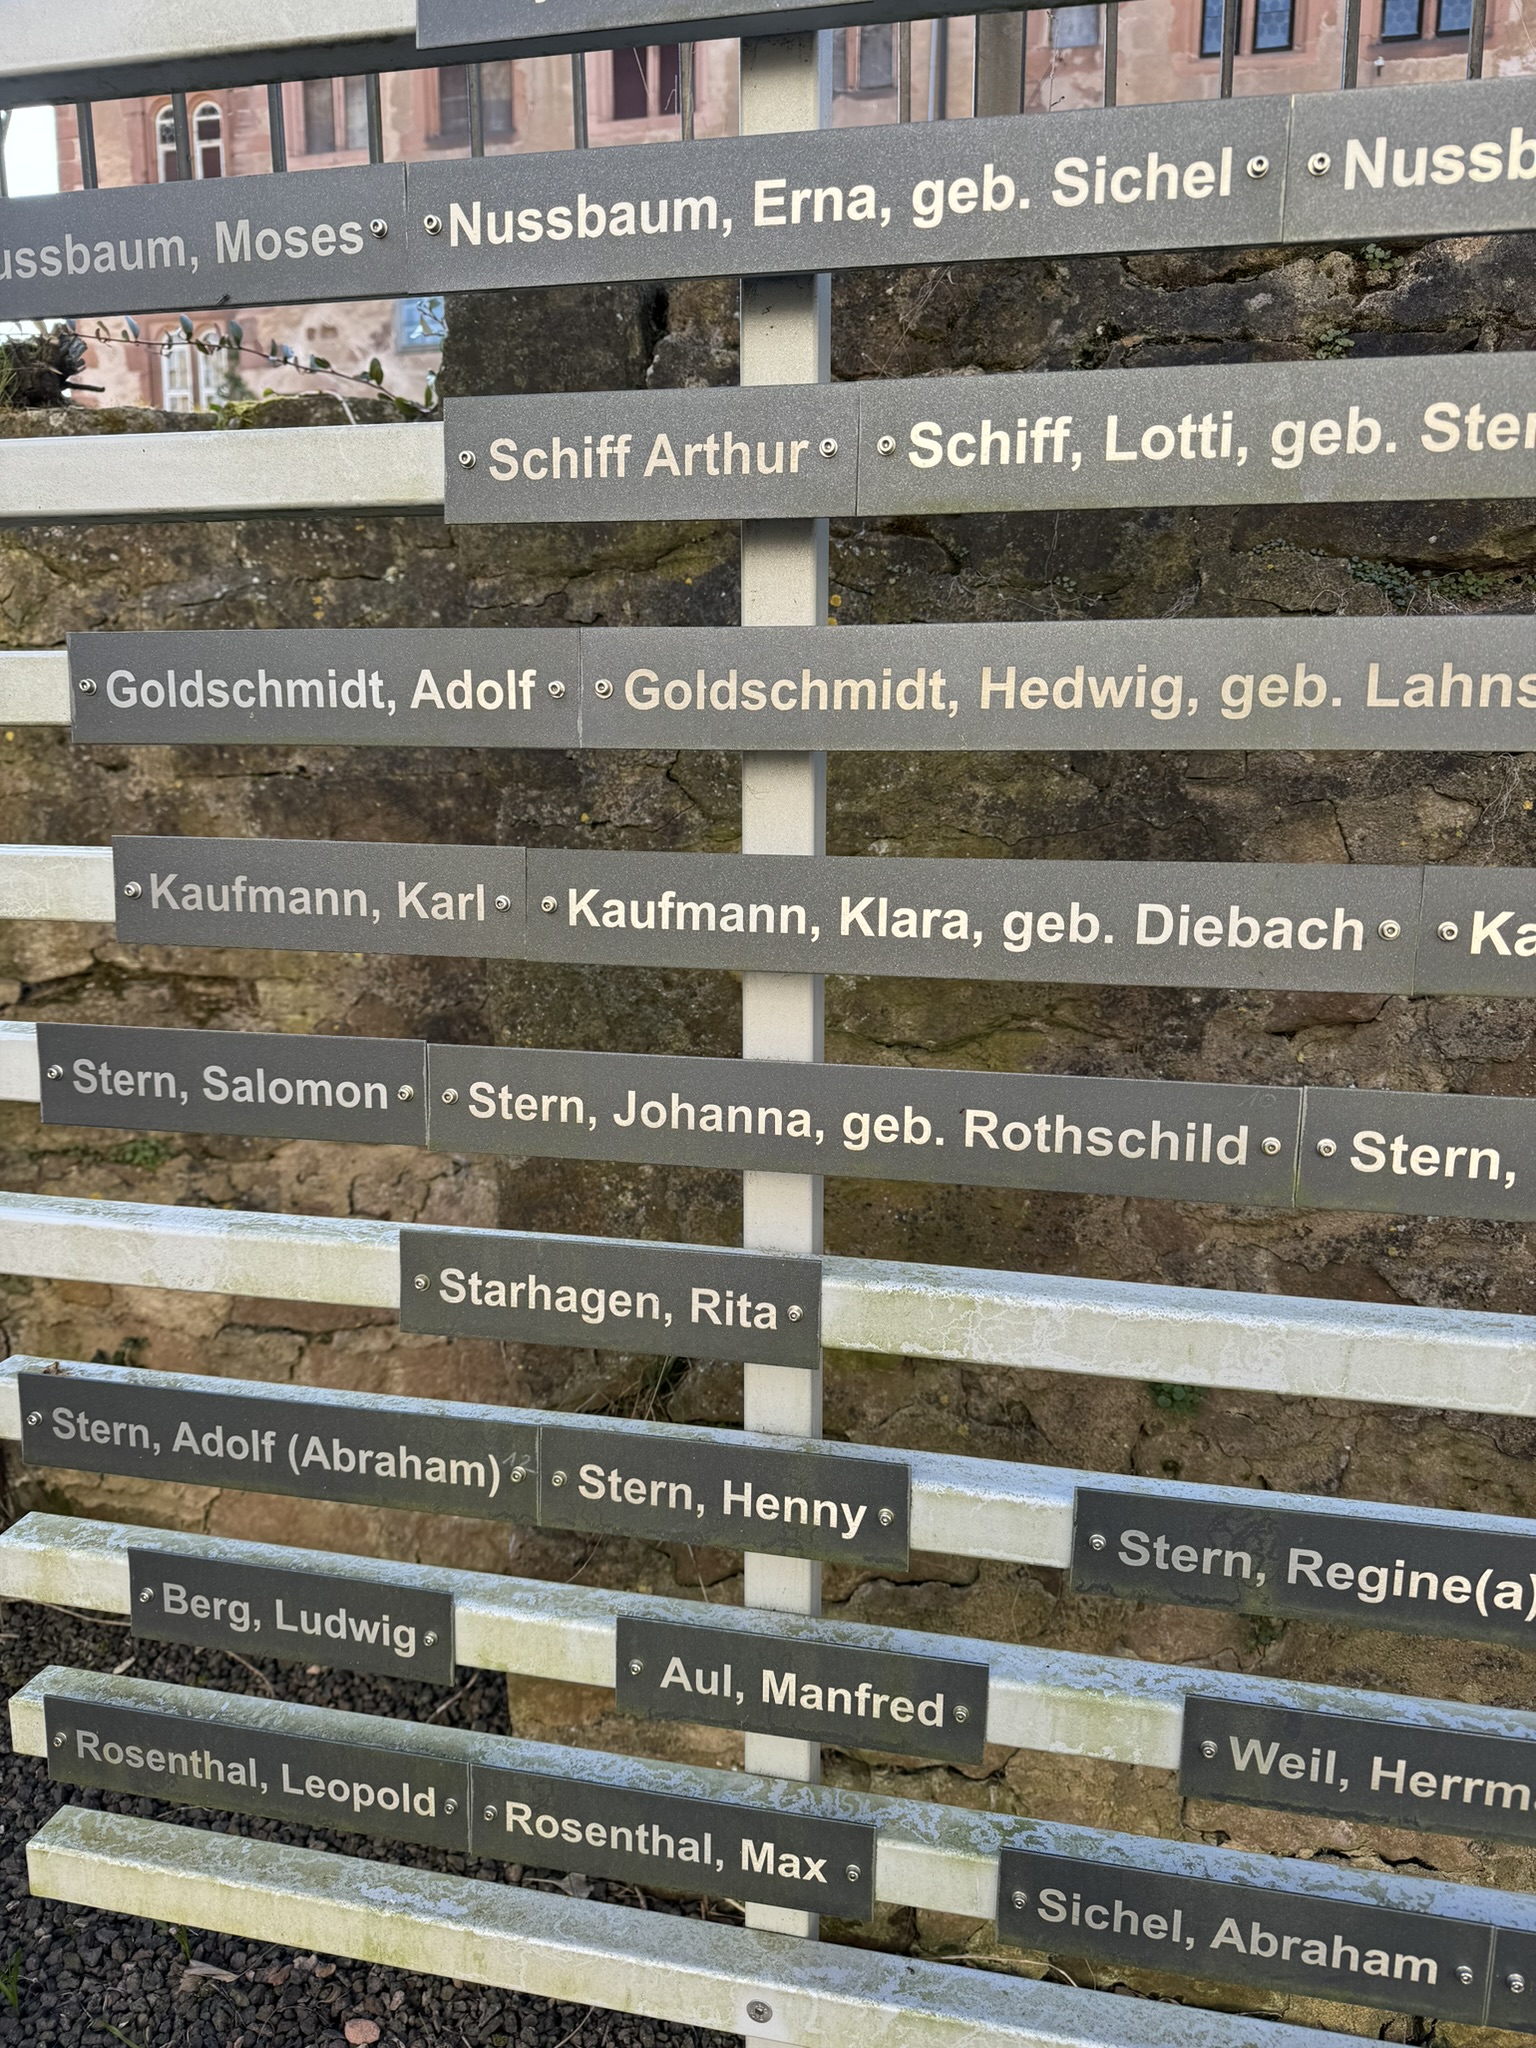 Moses Nussbaum, Erna, geb. Sichel
Schiff Arthur Schiff, Lotti, geb.
Goldschmidt, Adolf Goldschmidt, Hedwig, geb.
Kaufmann, Karl Kaufmann, Klara, geb. Diebach
Stern, Salomon Stern, Johanna, geb. Rothschild Stern,
Starhagen, Rita
Stern, Adolf (Abraham) Stern, Henny Stern, Regine(a)
Berg, Ludwig Aul, Manfred Weil,
Rosenthal, Leopold Rosenthal, Max Sichel, Abraham